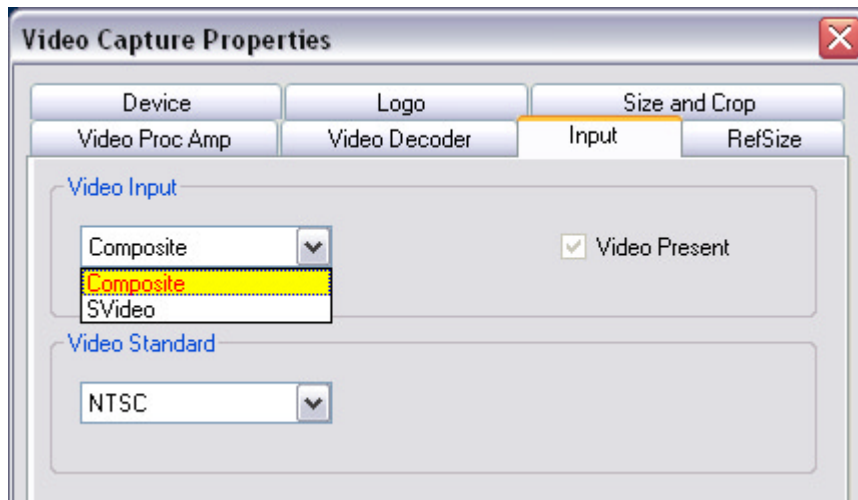 Video Capture Properties
Device Logo Size and Crop
Video Proc Amp Video Decoder Input RefSize
Video Input
Composite Video Present
Composite
SVideo
Video Standard
NTSC